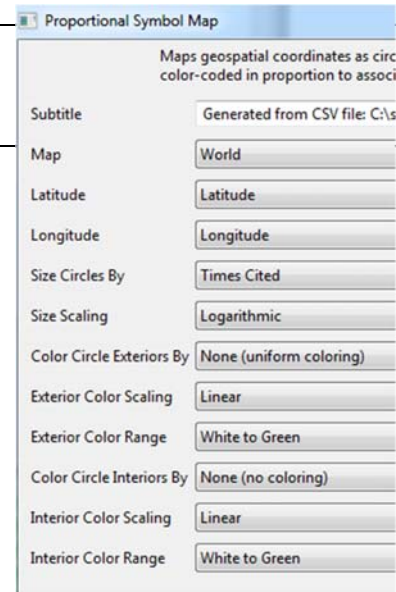 Proportional Symbol Map
Maps geospatial coordinates as circ
color-coded in proportion to associ
Subtitle Generated from CSV file: C:\s
Map World
Latitude Latitude
Longitude Longitude
Size Circles By Times Cited
Size Scaling Logarithmic
Color Circle Exteriors By None (uniform coloring)
Exterior Color Scaling Linear
Exterior Color Range White to Green
Color Circle Interiors By None (no coloring)
Interior Color Scaling Linear
Interior Color Range White to Green